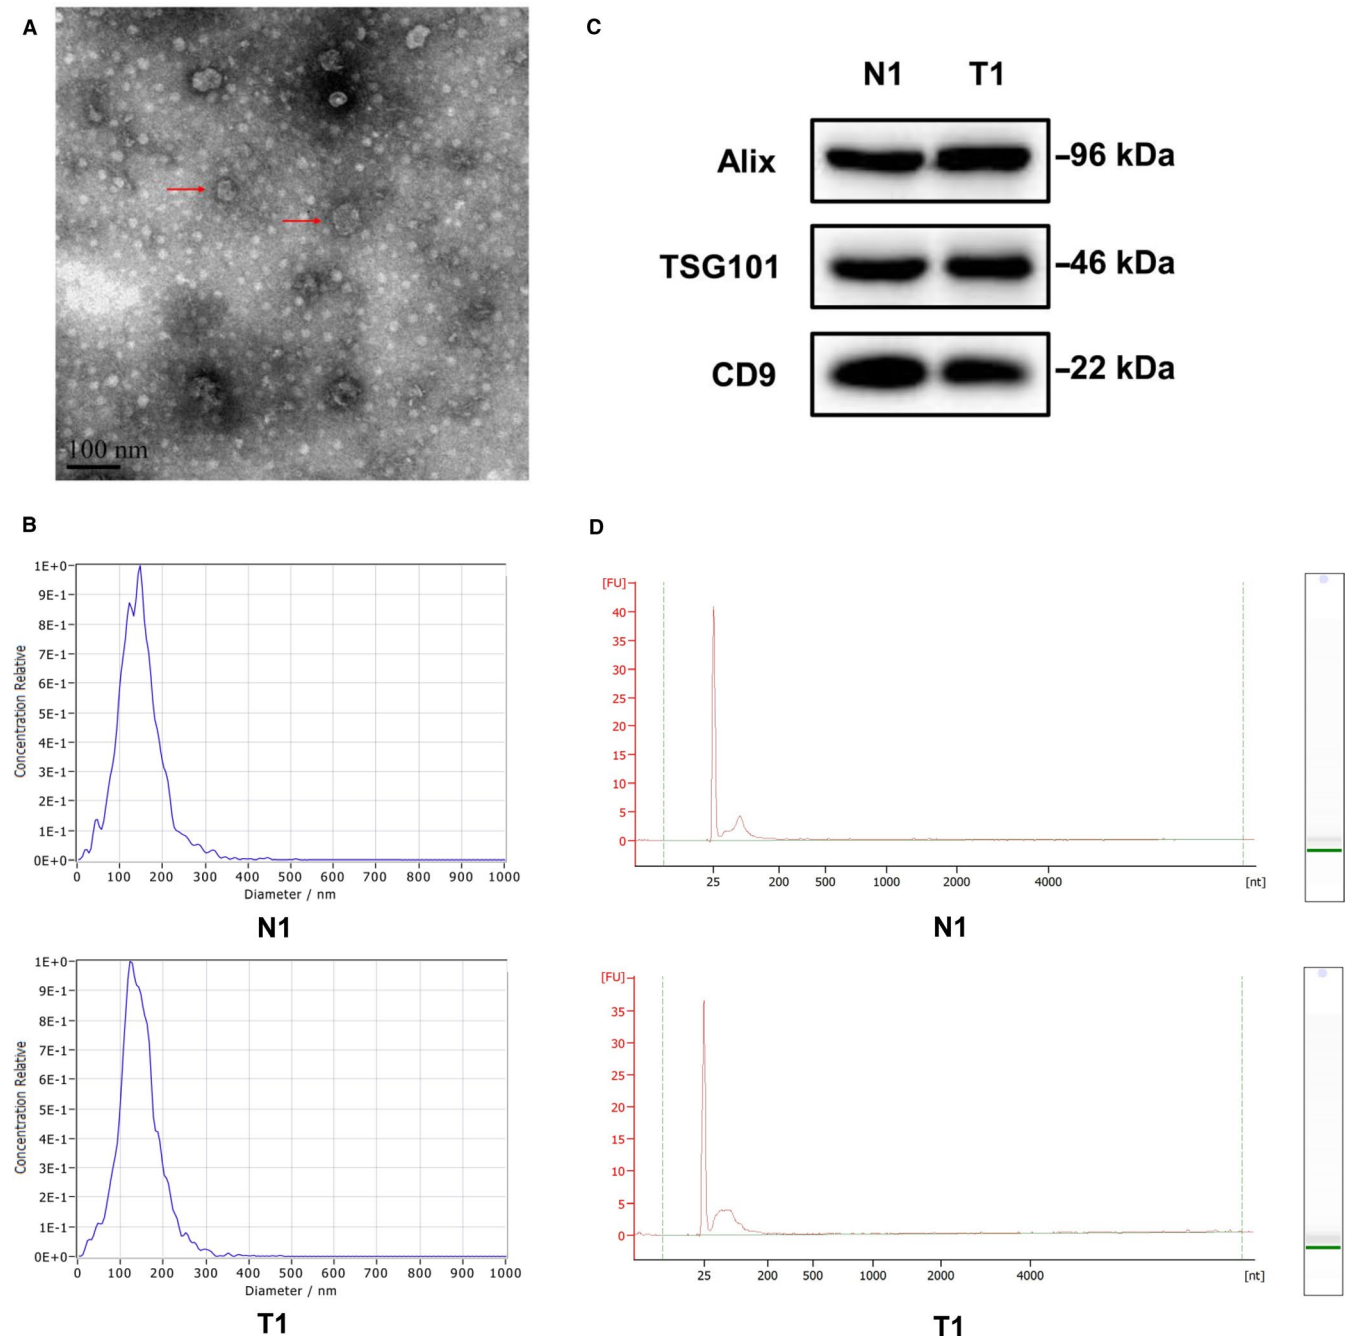 A
100 nm
C
N1 T1
Alix –96 kDa
TSG101 –46 kDa
CD9 –22 kDa
B
Concentration Relative
1E+0
9E-1
8E-1
7E-1
6E-1
5E-1
4E-1
3E-1
2E-1
1E-1
0E+0
0 100 200 300 400 500 600 700 800 900 1000
Diameter / nm
N1
Concentration Relative
1E+0
9E-1
8E-1
7E-1
6E-1
5E-1
4E-1
3E-1
2E-1
1E-1
0E+0
0 100 200 300 400 500 600 700 800 900 1000
Diameter / nm
T1
D
[FU]
40
35
30
25
20
15
10
5
0
25 200 500 1000 2000 4000 [nt]
N1
[FU]
35
30
25
20
15
10
5
0
25 200 500 1000 2000 4000 [nt]
T1